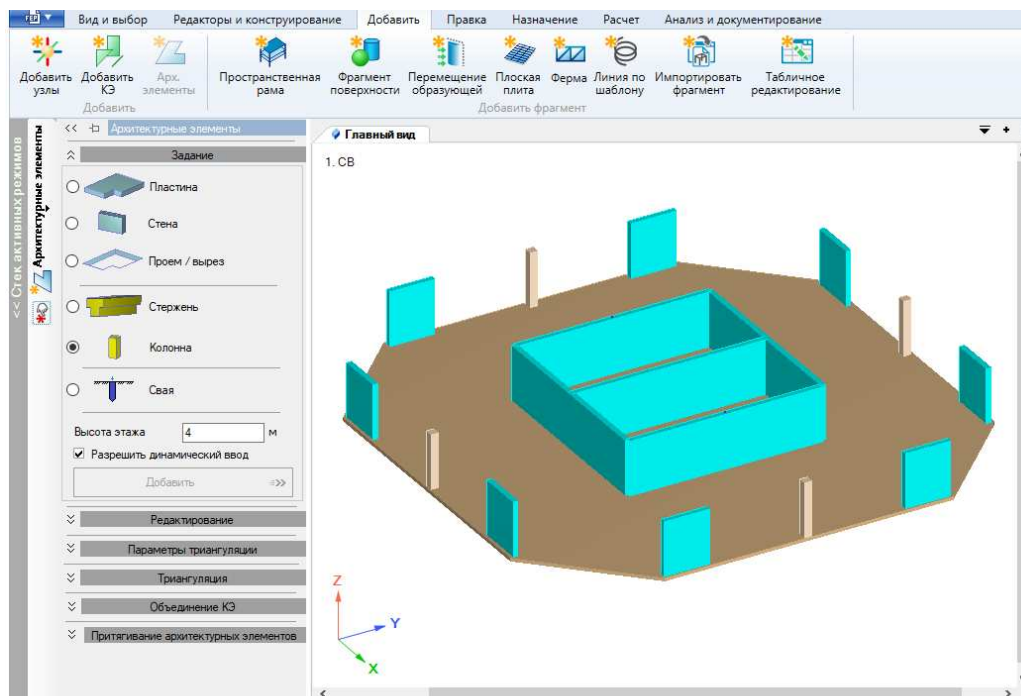 Вид и выбор Редакторы и конструирование Добавить Правка Назначение Расчет Анализ и документирование
Добавить узлы
Добавить КЭ
Арх. элементы
Пространственная рама
Фрагмент поверхности
Перемещение образующей
Плоская плита
Ферма
Линия по шаблону
Импортировать фрагмент
Табличное редактирование
Добавить
Добавить фрагмент
<< Стек активных режимов
Архитектурные элементы
<< Архитектурные элементы
Задание
Пластина
Стена
Проем / вырез
Стержень
Колонна
Свая
Высота этажа 4 м
Разрешить динамический ввод
Добавить
Редактирование
Параметры триангуляции
Триангуляция
Объединение КЭ
Притягивание архитектурных элементов
Главный вид
1. СВ
Z
Y
X